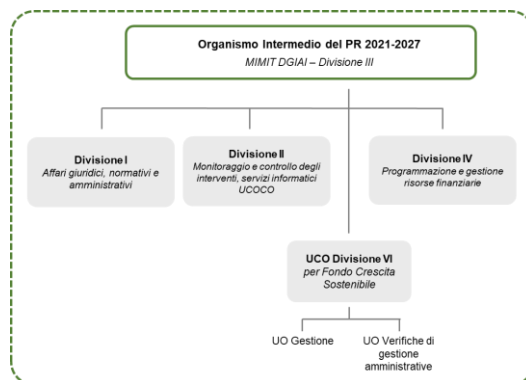 Organismo Intermedio del PR 2021-2027
MIMIT DGIAI – Divisione III
Divisione I
Affari giuridici, normativi e
amministrativi
Divisione II
Monitoraggio e controllo degli
interventi, servizi informatici
UCOCO
Divisione IV
Programmazione e gestione
risorse finanziarie
UCO Divisione VI
per Fondo Crescita
Sostenibile
UO Gestione
UO Verifiche di
gestione
amministrative